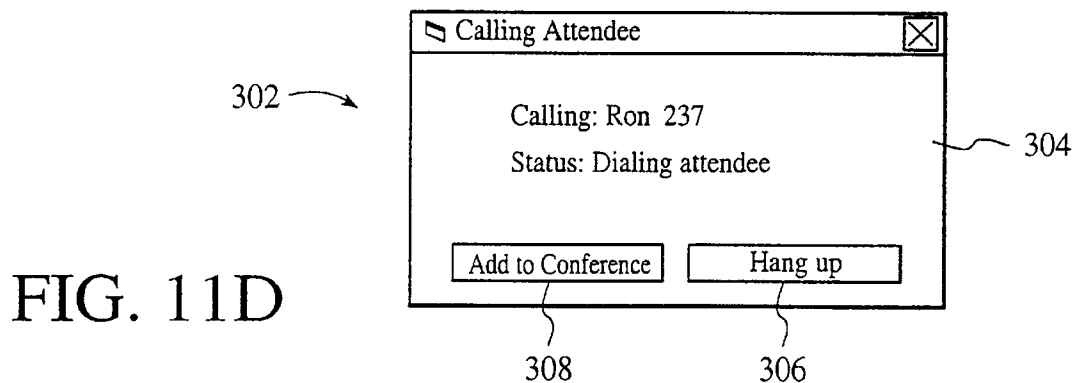 Calling Attendee
302
Calling: Ron 237
304
Status: Dialing attendee
Add to Conference
Hang up
FIG. 11D
308
306